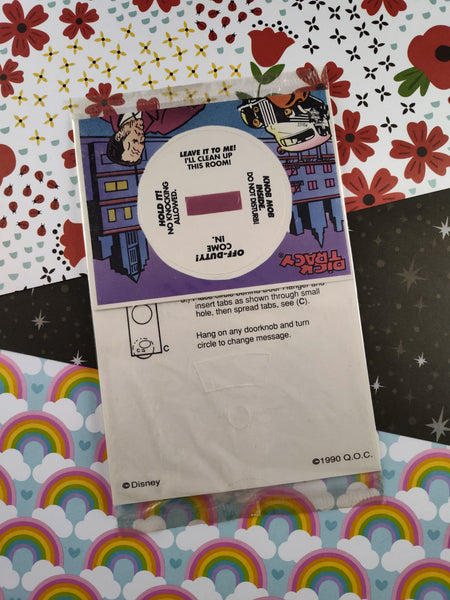 LEAVE IT TO ME!
I'LL CLEAN UP
THIS ROOM!
KNOB MOB
INSIDE.
DO NOT DISTURB!
OFF-DUTY!
COME
IN.
HOLD IT!
NO KNOCKING
ALLOWED.
DICK
TRACY
insert tabs as shown through small
hole, then spread tabs, see (C).
C
Hang on any doorknob and turn
circle to change message.
©1990 Q.O.C.
©Disney